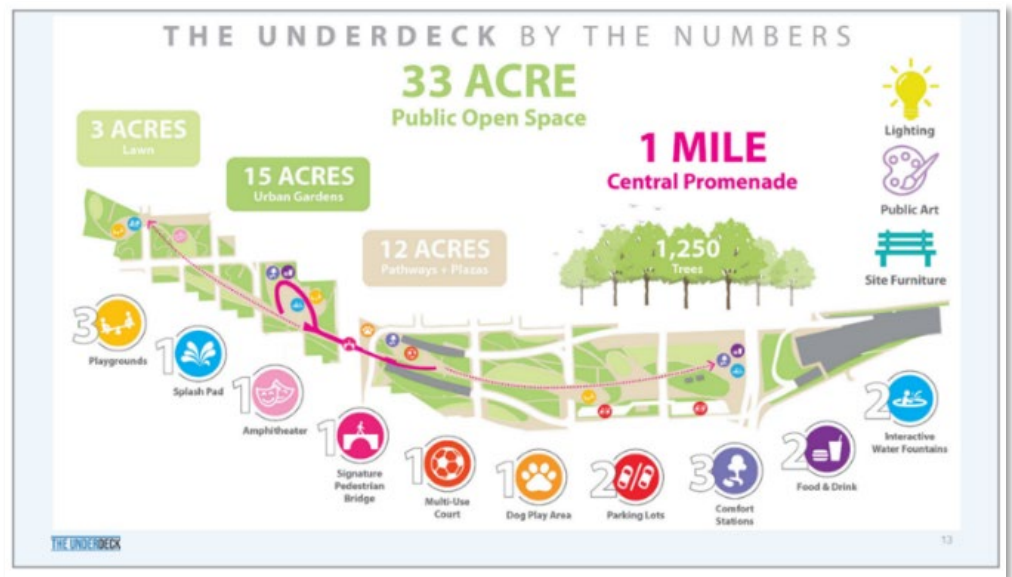 THE UNDERDECK BY THE NUMBERS
33 ACRE
Public Open Space
3 ACRES
Lawn
15 ACRES
Urban Gardens
12 ACRES
Pathways + Plazas
1 MILE
Central Promenade
1,250
Trees
Lighting
Public Art
Site Furniture
3
Playgrounds
1
Splash Pad
1
Amphitheater
1
Signature
Pedestrian
Bridge
1
Multi-Use
Court
1
Dog Play Area
2
Parking Lots
3
Comfort
Stations
2
Food & Drink
2
Interactive
Water Fountains
THE UNDERDECK
13